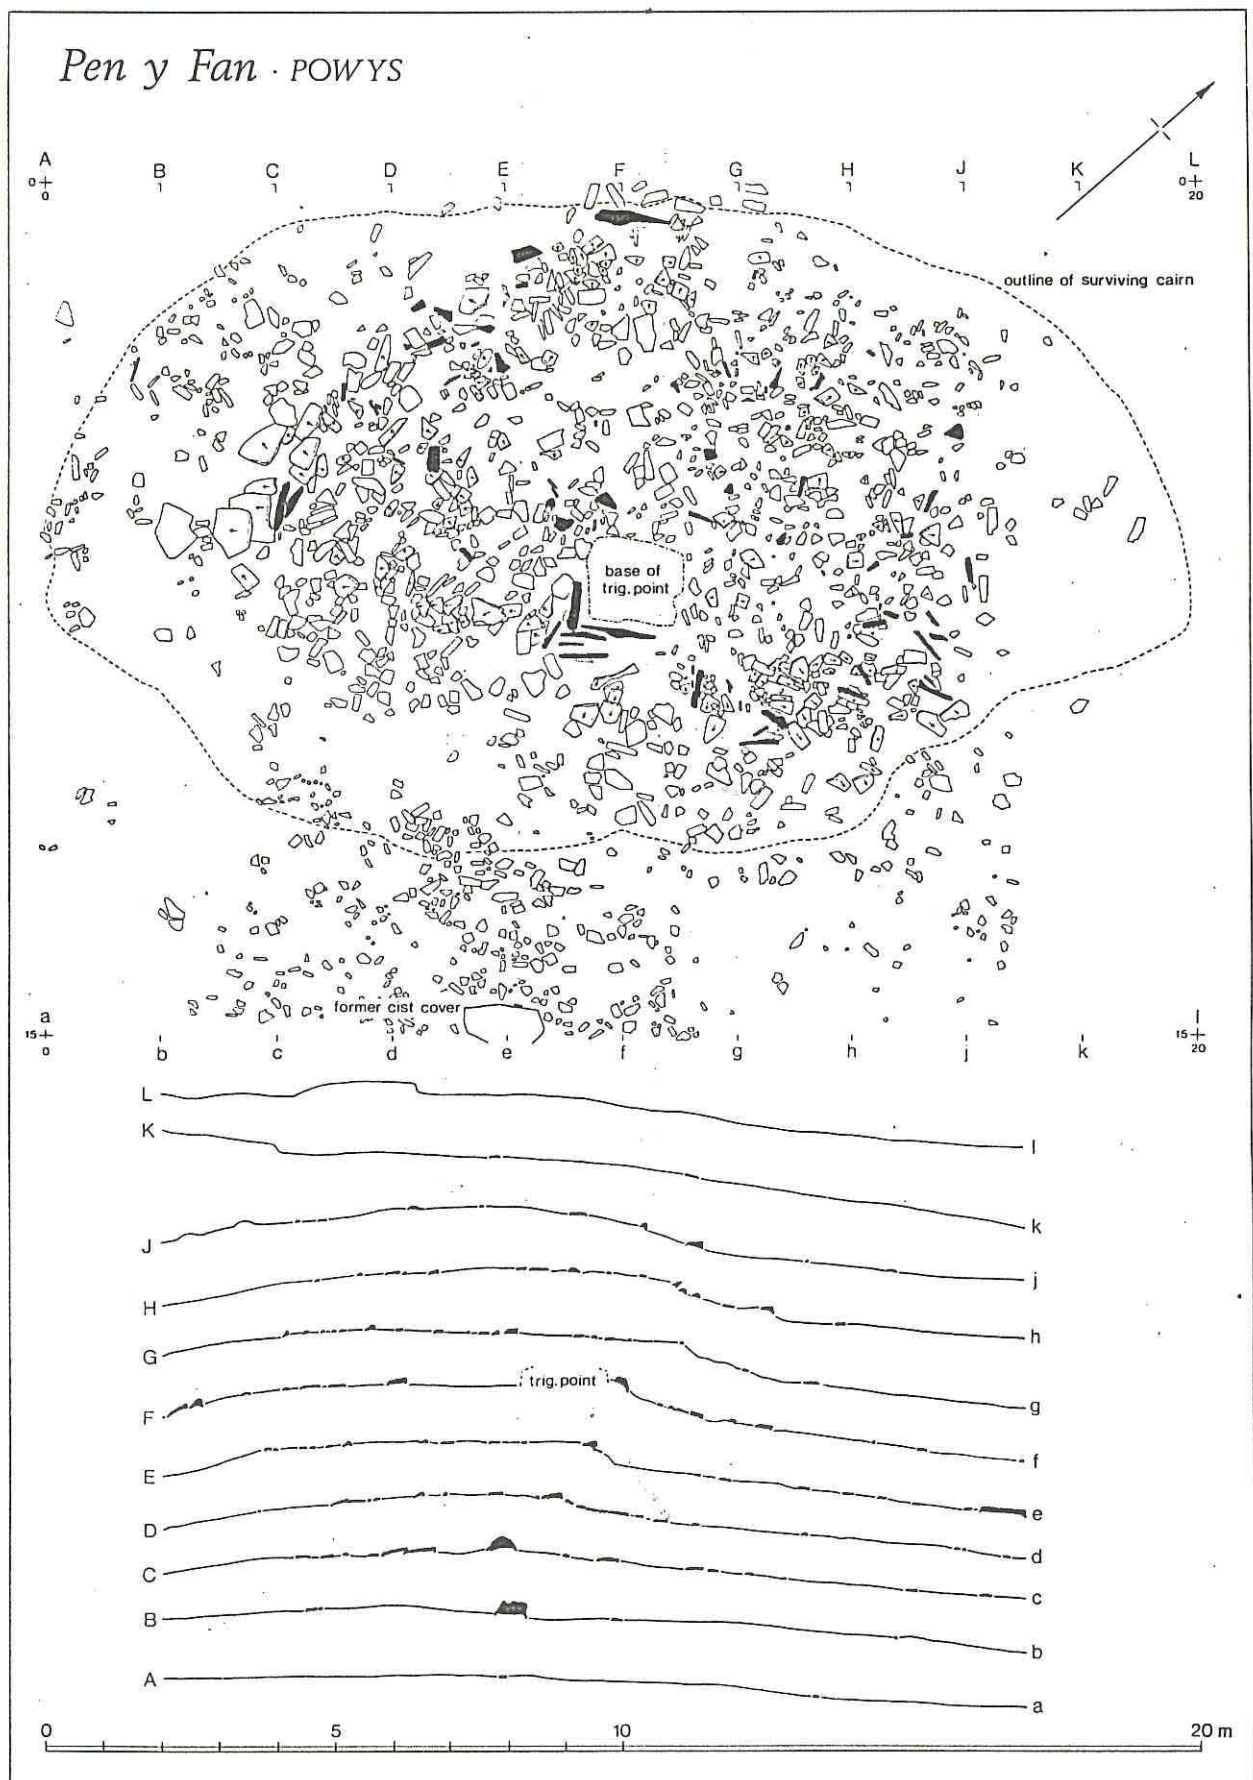 Pen y Fan · POWYS
A B C D E F G H J K L
0 0
0 20
outline of surviving cairn
base of
trig. point
former cist cover
a l
15 15
0 b c d e f g h j k 20
L l
K k
J j
H h
G g
trig. point
F f
E e
D d
C c
B b
A a
0 5 10 20 m